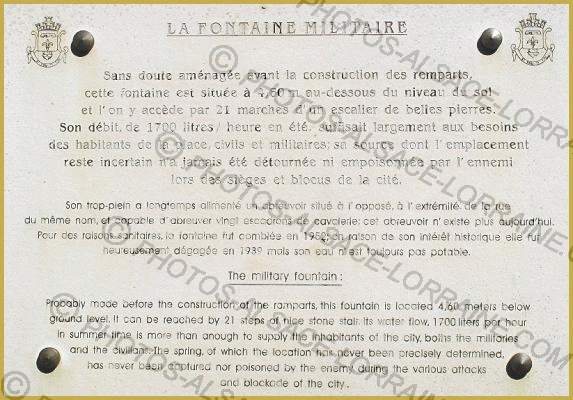 LA FONTAINE MILITAIRE
Sans doute aménagée avant la construction des remparts,
cette fontaine est située à 4,60 m au-dessous du niveau du sol
et l'on y accède par 21 marches d'un escalier de belles pierres.
Son débit, de 1700 litres / heure en été, suffisait largement aux besoins
des habitants de la place, civils et militaires; sa source dont l'emplacement
reste incertain n'a jamais été détournée ni empoisonnée par l'ennemi
lors des sièges et blocus de la cité.
Son trop-plein a longtemps alimenté un abreuvoir situé à l'opposé, à l'extrémité de la rue
du même nom, et capable d'abreuver vingt escadrons de cavalerie; cet abreuvoir n'existe plus aujourd'hui.
Pour des raisons sanitaires, la fontaine fut comblée en 1952; en raison de son intérêt historique elle fut
heureusement dégagée en 1939 mais son eau n'est toujours pas potable.
The military fountain :
Probably made before the construction of the ramparts, this fountain is located 4,60 meters below
ground level. It can be reached by 21 steps of nice stone stair. Its water flow, 1700 liters per hour
in summer time is more than anough to supply the inhabitants of the city, boths the militaries
and the civilians. The spring, of which the location has never been precisely determined,
has never been captured nor poisoned by the enemy during the various attacks
and blockade of the city.
© PHOTOS-ALSACE-LORRAINE.COM